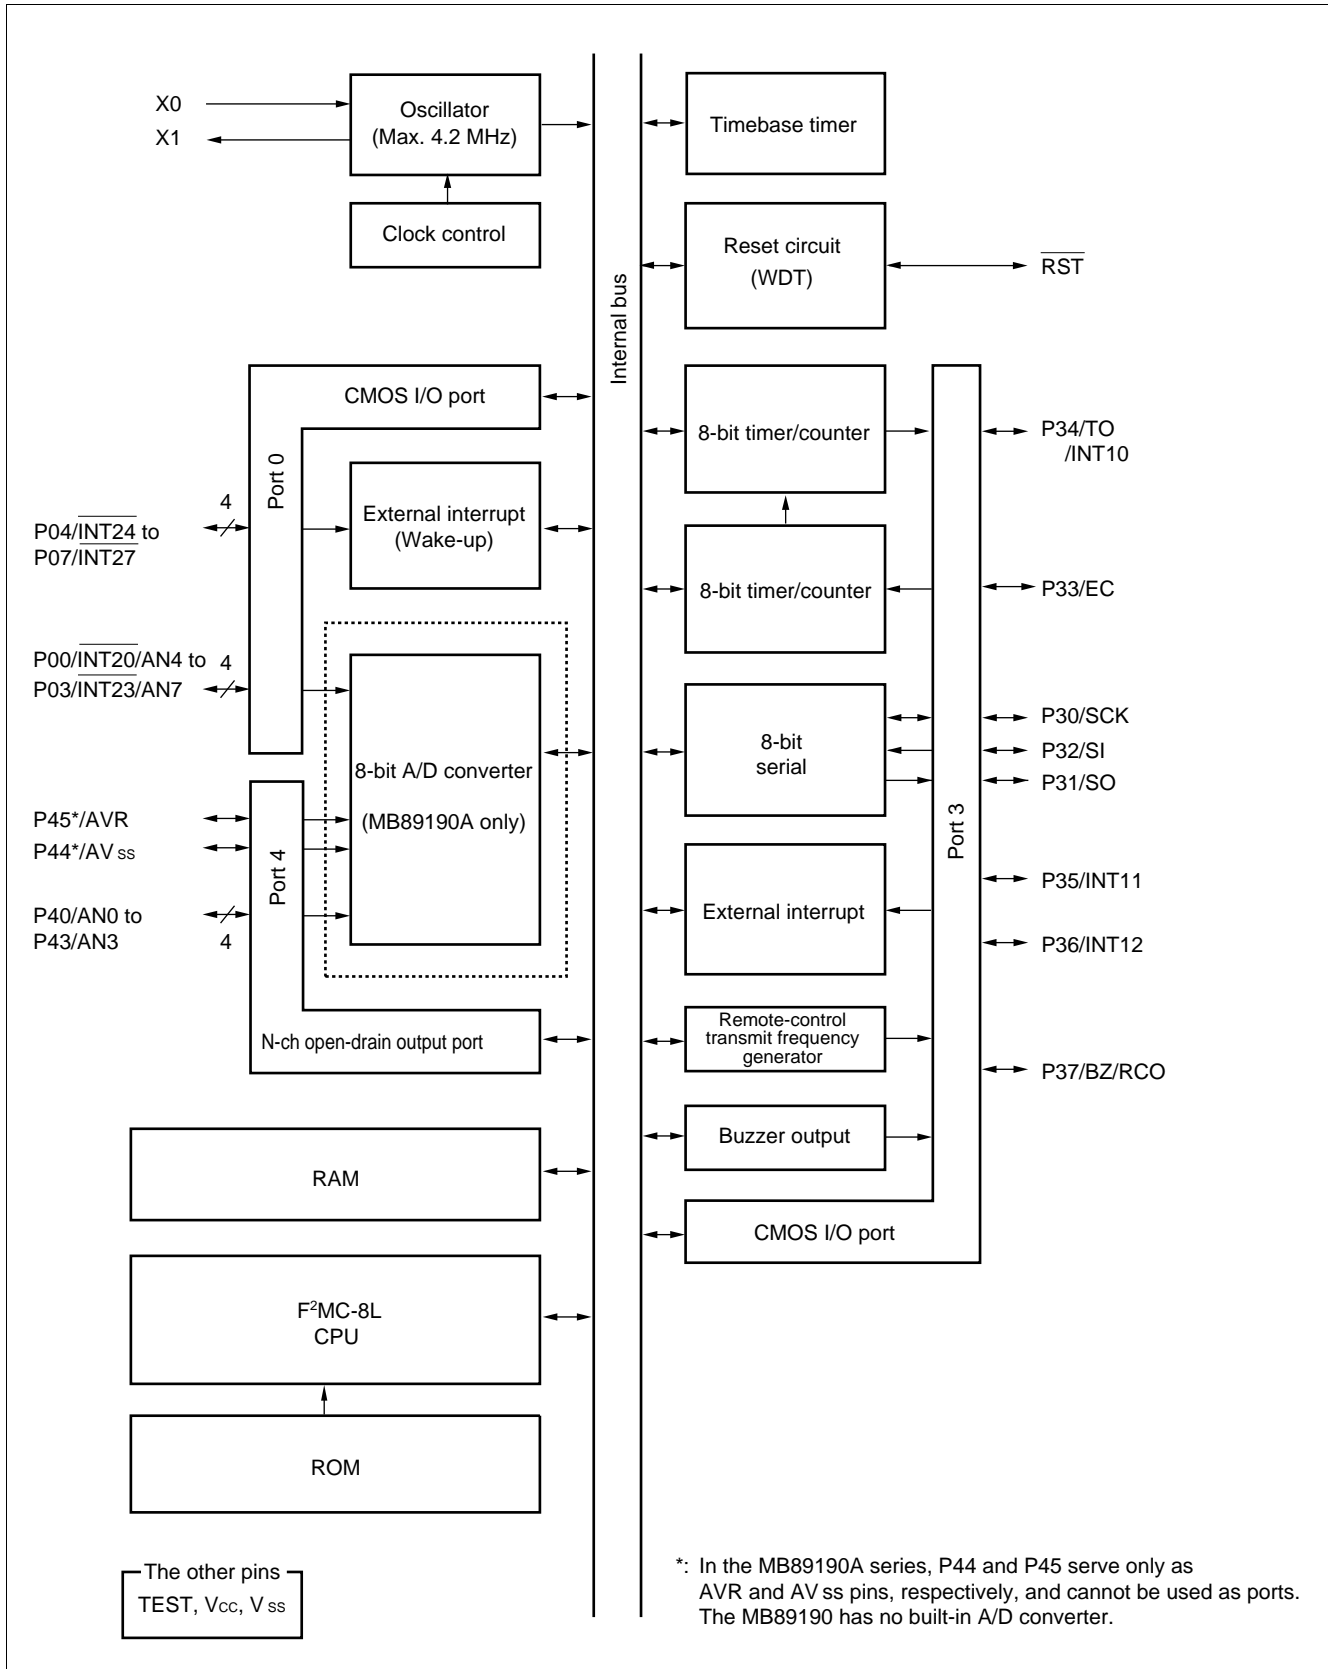 X0
X1
Oscillator
(Max. 4.2 MHz)
Clock control
Internal bus
Timebase timer
Reset circuit
(WDT)
RST
CMOS I/O port
Port 0
4
P04/INT24 to
P07/INT27
External interrupt
(Wake-up)
P00/INT20/AN4 to
4
P03/INT23/AN7
8-bit A/D converter
(MB89190A only)
P45*/AVR
P44*/AVss
Port 4
P40/AN0 to
P43/AN3
4
N-ch open-drain output port
RAM
F²MC-8L
CPU
ROM
8-bit timer/counter
P34/TO
/INT10
8-bit timer/counter
P33/EC
8-bit
serial
P30/SCK
P32/SI
P31/SO
Port 3
External interrupt
P35/INT11
P36/INT12
Remote-control
transmit frequency
generator
P37/BZ/RCO
Buzzer output
CMOS I/O port
The other pins
TEST, Vcc, Vss
*: In the MB89190A series, P44 and P45 serve only as
AVR and AVss pins, respectively, and cannot be used as ports.
The MB89190 has no built-in A/D converter.